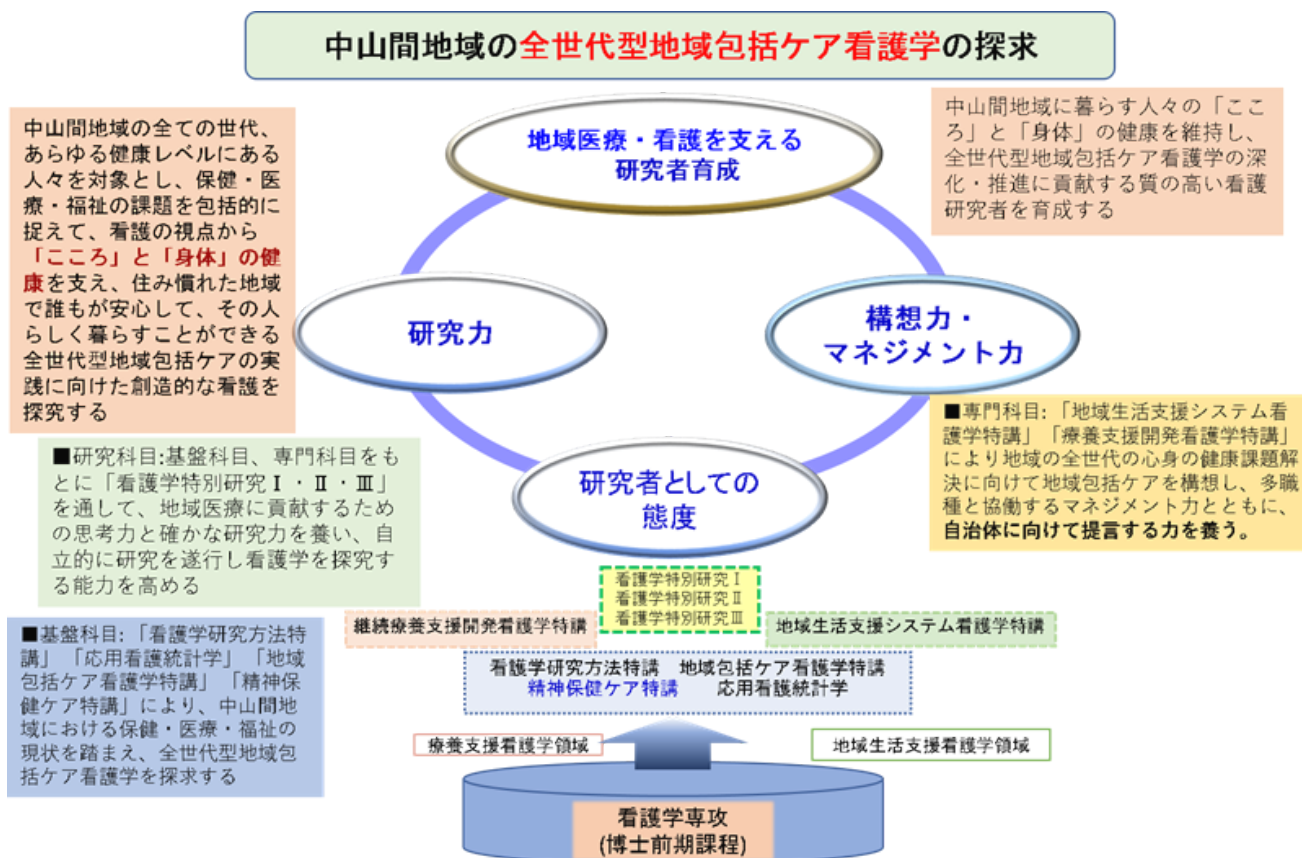 中山間地域の全世代型地域包括ケア看護学の探求
中山間地域の全ての世代、
あらゆる健康レベルにある
人々を対象とし、保健・医
療・福祉の課題を包括的に
捉えて、看護の視点から
「こころ」と「身体」の健
康を支え、住み慣れた地域
で誰もが安心して、その人
らしく暮らすことができる
全世代型地域包括ケアの実
践に向けた創造的な看護を
探究する
地域医療・看護を支える
研究者育成
中山間地域に暮らす人々の「ここ
ろ」と「身体」の健康を維持し、
全世代型地域包括ケア看護学の深
化・推進に貢献する質の高い看護
研究者を育成する
研究力
構想力・
マネジメント力
研究者としての
態度
■研究科目:基盤科目、専門科目をも
とに「看護学特別研究Ⅰ・Ⅱ・Ⅲ」
を通して、地域医療に貢献するため
の思考力と確かな研究力を養い、自
立的に研究を遂行し看護学を探究す
る能力を高める
■専門科目:「地域生活支援システム看
護学特講」「療養支援開発看護学特講」
により地域の全世代の心身の健康課題解
決に向けて地域包括ケアを構想し、多職
種と協働するマネジメント力とともに、
自治体に向けて提言する力を養う。
■基盤科目:「看護学研究方法特
講」「応用看護統計学」「地域
包括ケア看護学特講」「精神保
健ケア特講」により、中山間地
域における保健・医療・福祉の
現状を踏まえ、全世代型地域包
括ケア看護学を探求する
看護学特別研究Ⅰ
看護学特別研究Ⅱ
看護学特別研究Ⅲ
継続療養支援開発看護学特講
地域生活支援システム看護学特講
看護学研究方法特講 地域包括ケア看護学特講
精神保健ケア特講 応用看護統計学
療養支援看護学領域
地域生活支援看護学領域
看護学専攻
(博士前期課程)